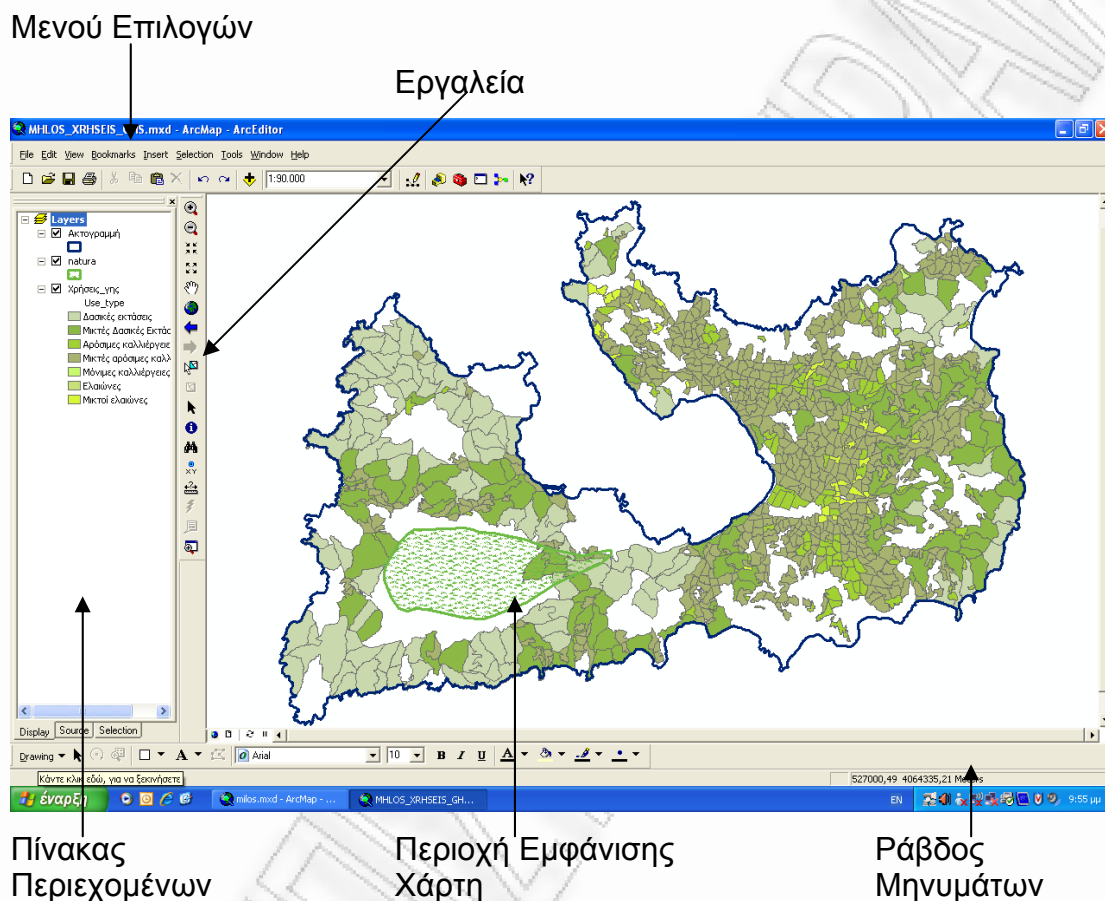 Μενού Επιλογών
Εργαλεία
MHLOS_XRHSEIS_ .mxd - ArcMap - ArcEditor
File Edit View Bookmarks Insert Selection Tools Window Help
1:90.000
Layers
Ακτογραμμή
natura
Χρήσεις_γης
Use_type
Δασικές εκτάσεις
Μικτές Δασικές Εκτάσ
Αρόσιμες καλλιέργειε
Μικτές αρόσιμες καλλ
Μόνιμες καλλιέργειες
Ελαιώνες
Μικτοί ελαιώνες
XY
Display Source Selection
Drawing A Arial 10 B I U A
Κάντε κλικ εδώ, για να ξεκινήσετε
527000,49 4064335,21 Meters
έναρξη milos.mxd - ArcMap - ... MHLOS_XRHSEIS_GH... EN 9:55 μμ
Πίνακας
Περιεχομένων
Περιοχή Εμφάνισης
Χάρτη
Ράβδος
Μηνυμάτων